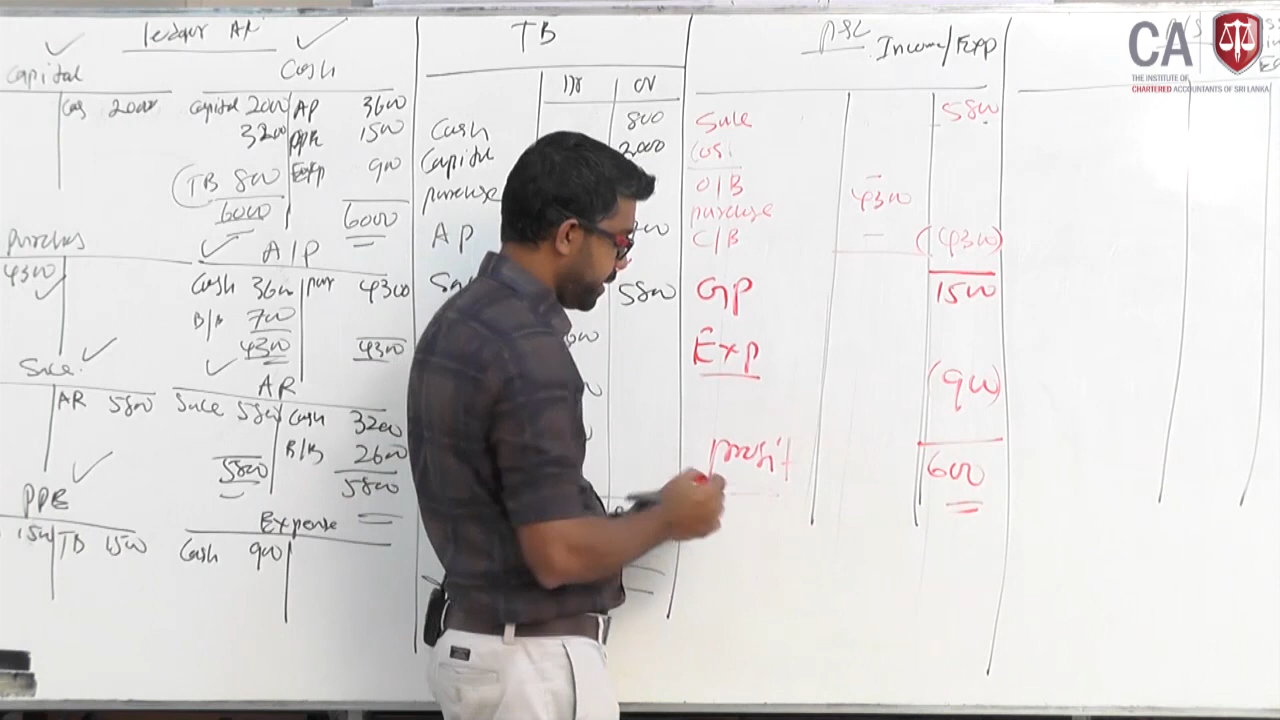 ledger AR
Capital
Cash 2000
Cash
Capital 2000 AP 3600
3200 PPE 1500
TB 800 Exp 900
6000 6000
Purchas
4300
A/P
Cash 3600 pur 4300
B/B 700
4300 4300
Sale
AR 5800
AR
Sale 5800 Cash 3200
B/B 2600
5800 5800
PPE
1500 TB 1500
Expense
Cash 900
TB
Dr Cr
Cash 800
Capital 2000
purchase
AP
5800
P&L Income/Exp
Sale 5800
Cost
O/B -
purchase 4300
C/B - (4300)
GP 1500
Exp
(900)
profit 600
CA
THE INSTITUTE OF
CHARTERED ACCOUNTANTS OF SRI LANKA